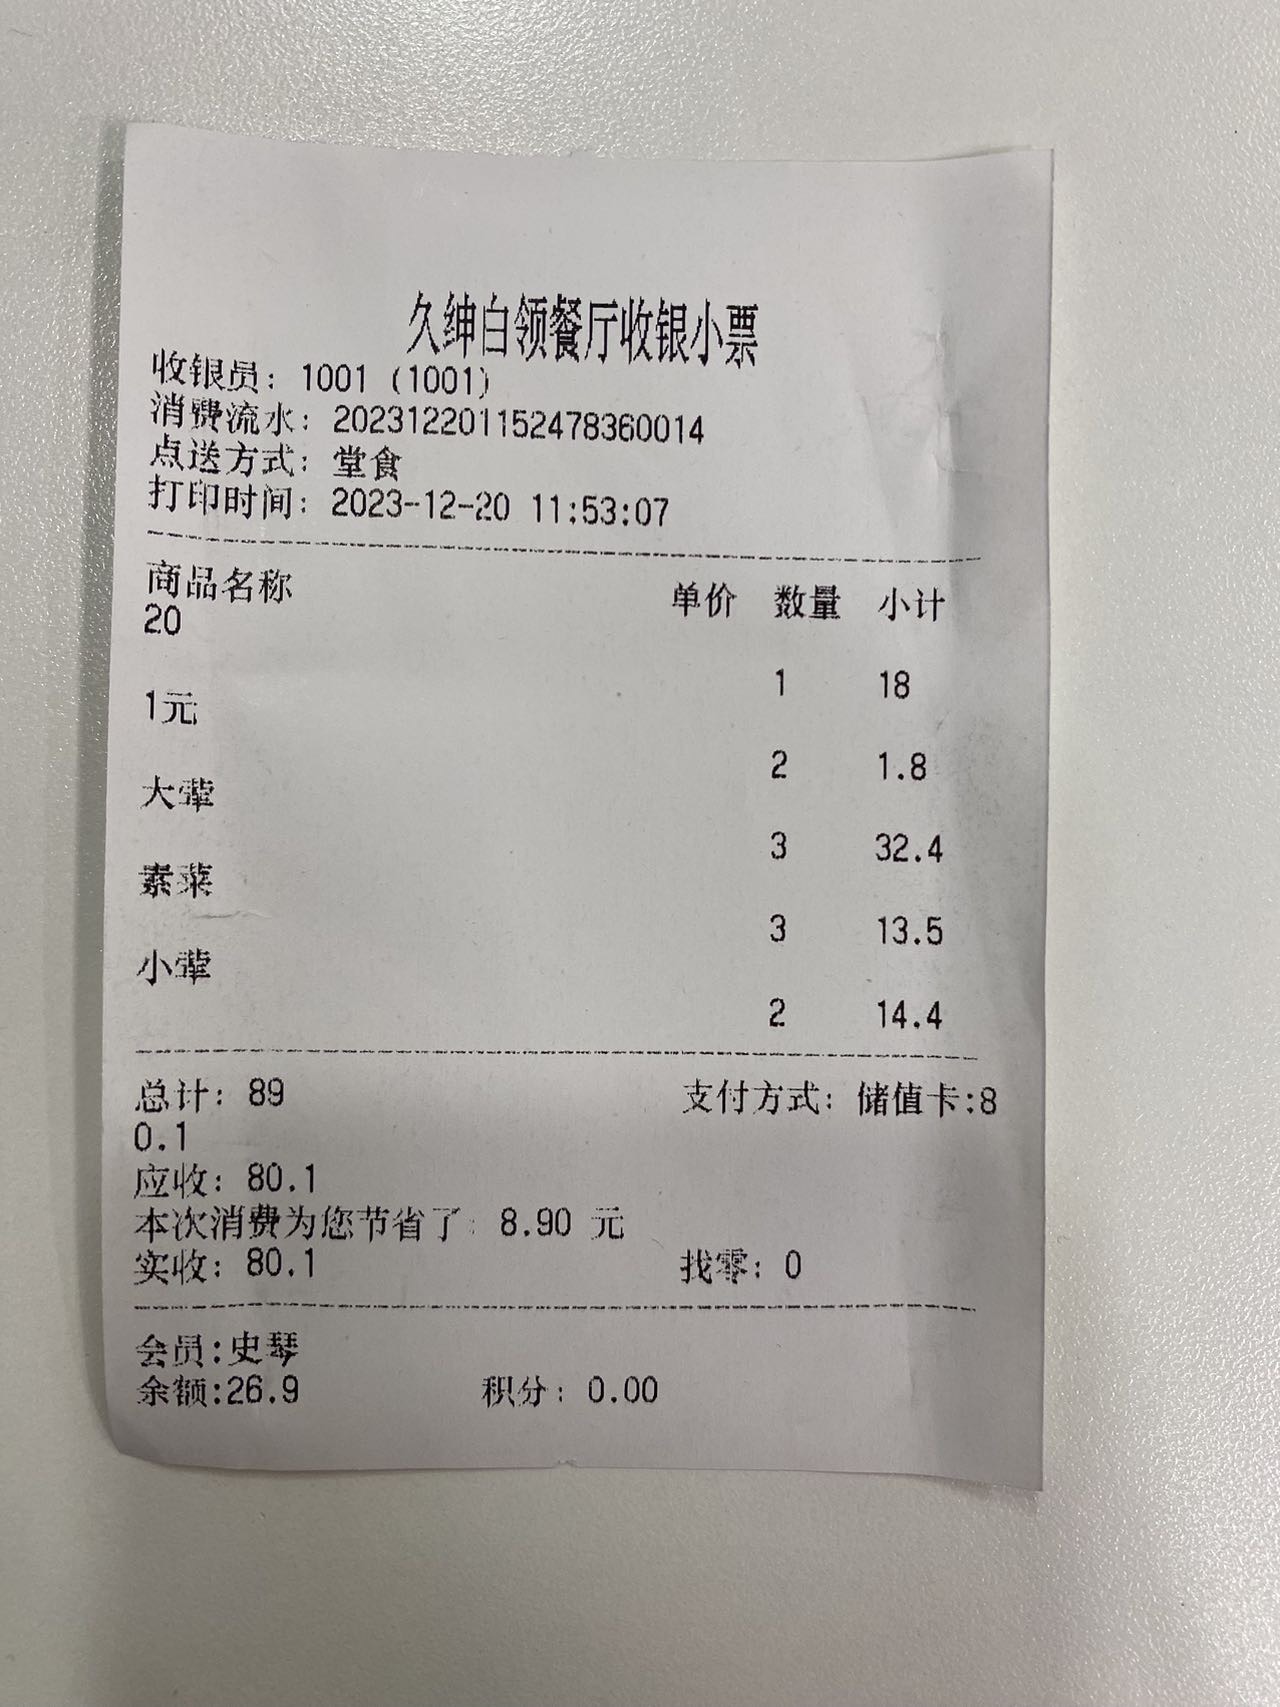 久绅白领餐厅收银小票
收银员：1001 (1001)
消费流水：202312201152478360014
点送方式：堂食
打印时间：2023-12-20 11:53:07
商品名称 单价 数量 小计
20
1 18
1元
2 1.8
大荤
3 32.4
素菜
3 13.5
小荤
2 14.4
总计：89 支付方式：储值卡:8
0.1
应收：80.1
本次消费为您节省了：8.90 元
实收：80.1 找零：0
会员:史琴
余额:26.9 积分：0.00